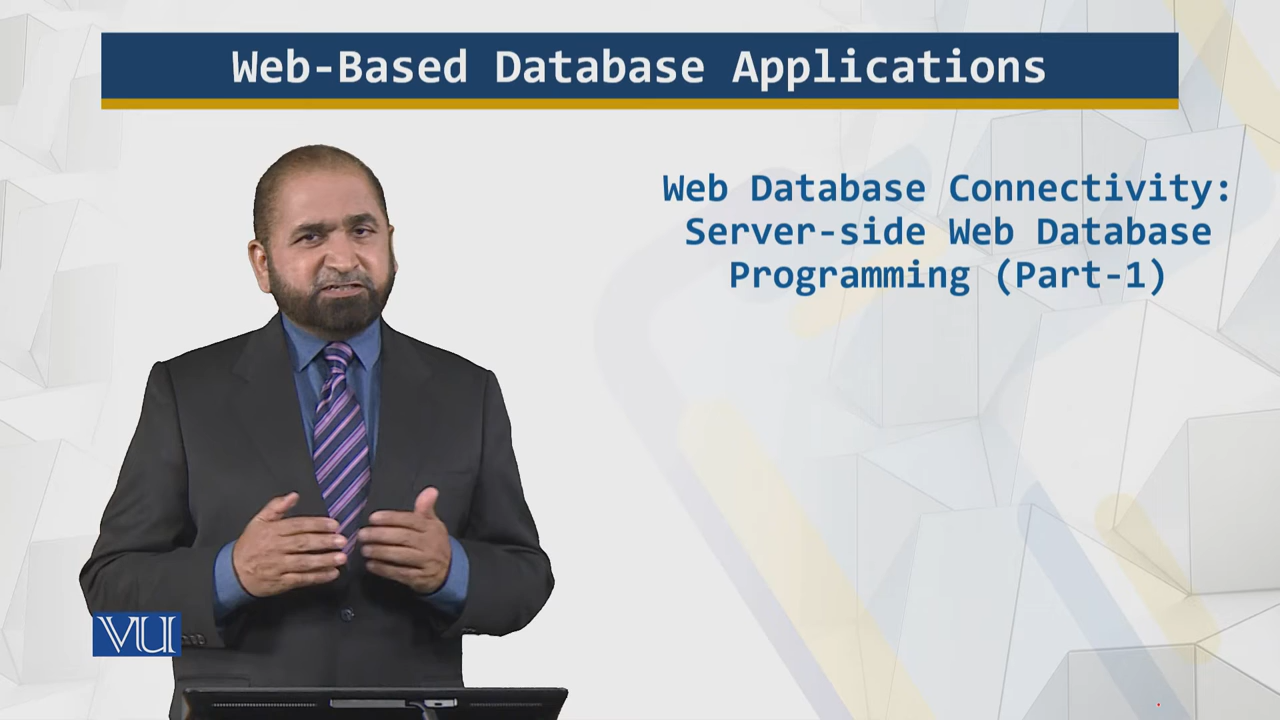 Web-Based Database Applications
Web Database Connectivity:
Server-side Web Database
Programming (Part-1)
VU